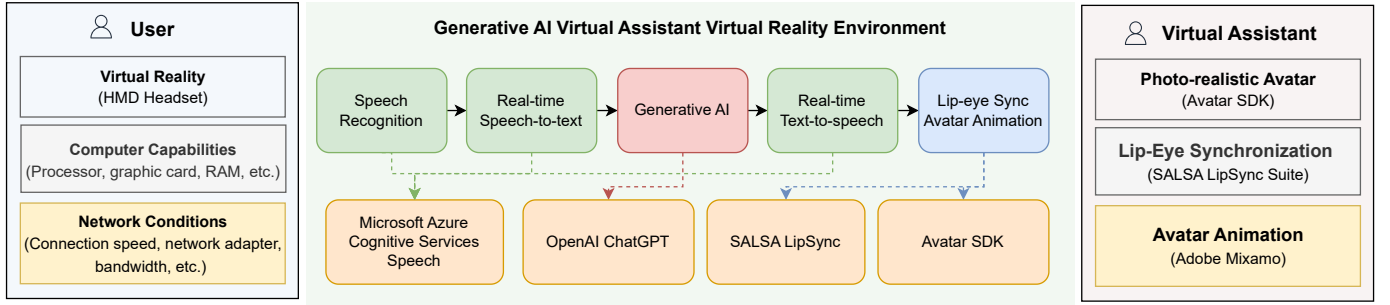 User
Virtual Reality
(HMD Headset)
Computer Capabilities
(Processor, graphic card, RAM, etc.)
Network Conditions
(Connection speed, network adapter,
bandwidth, etc.)
Generative AI Virtual Assistant Virtual Reality Environment
Speech
Recognition
Real-time
Speech-to-text
Generative AI
Real-time
Text-to-speech
Lip-eye Sync
Avatar Animation
Microsoft Azure
Cognitive Services
Speech
OpenAI ChatGPT
SALSA LipSync
Avatar SDK
Virtual Assistant
Photo-realistic Avatar
(Avatar SDK)
Lip-Eye Synchronization
(SALSA LipSync Suite)
Avatar Animation
(Adobe Mixamo)